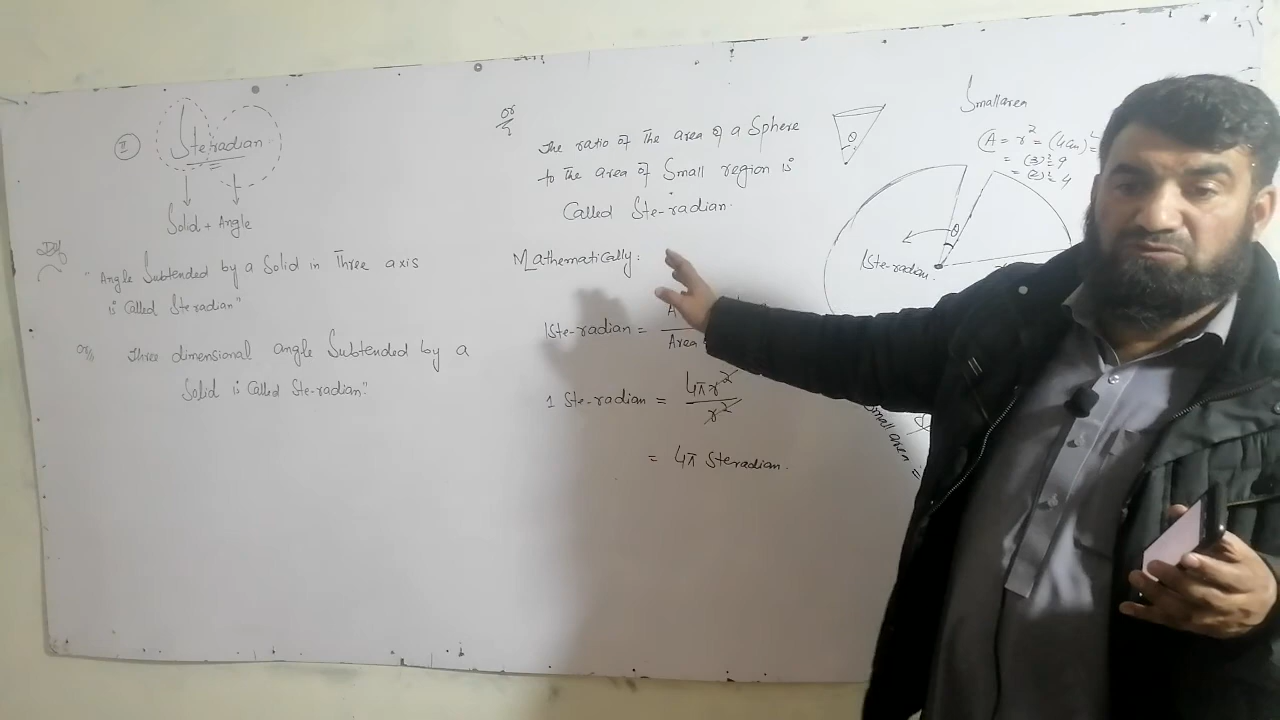 II
Steradian
Solid + Angle
Def
"Angle Subtended by a Solid in Three axis
is Called Steradian"
Or
Three dimensional angle Subtended by a
Solid is Called Ste-radian"
or
The ratio of The area of a Sphere
to The area of Small region is
Called Ste-radian.
Mathematically:
1Ste-radian = A
Area
1 Ste-radian = 4πr²
r²
= 4π Steradian.
θ
Small area
A = r² = (4cm)² =
= (3)² = 9
= (2)² = 4
θ
1Ste-radian.
Small area =